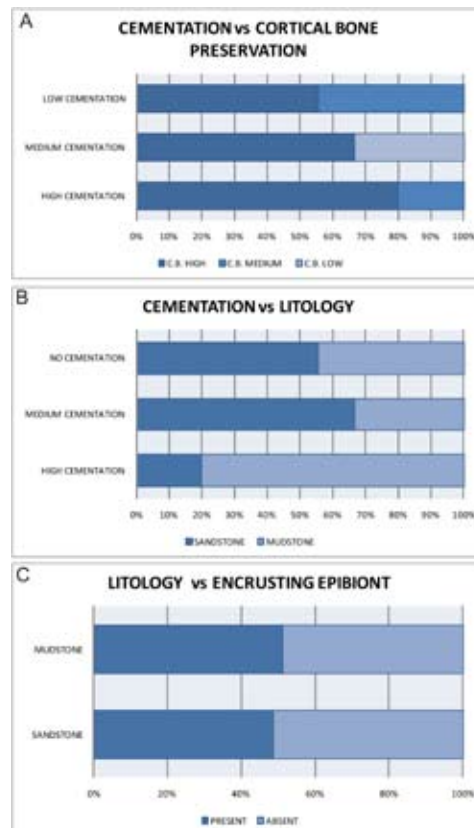 A
CEMENTATION vs CORTICAL BONE
PRESERVATION
LOW CEMENTATION
MEDIUM CEMENTATION
HIGH CEMENTATION
0% 10% 20% 30% 40% 50% 60% 70% 80% 90% 100%
C.B. HIGH C.B. MEDIUM C.B. LOW
B
CEMENTATION vs LITOLOGY
NO CEMENTATION
MEDIUM CEMENTATION
HIGH CEMENTATION
0% 10% 20% 30% 40% 50% 60% 70% 80% 90% 100%
SANDSTONE MUDSTONE
C
LITOLOGY vs ENCRUSTING EPIBIONT
MUDSTONE
SANDSTONE
0% 20% 40% 60% 80% 100%
PRESENT ABSENT